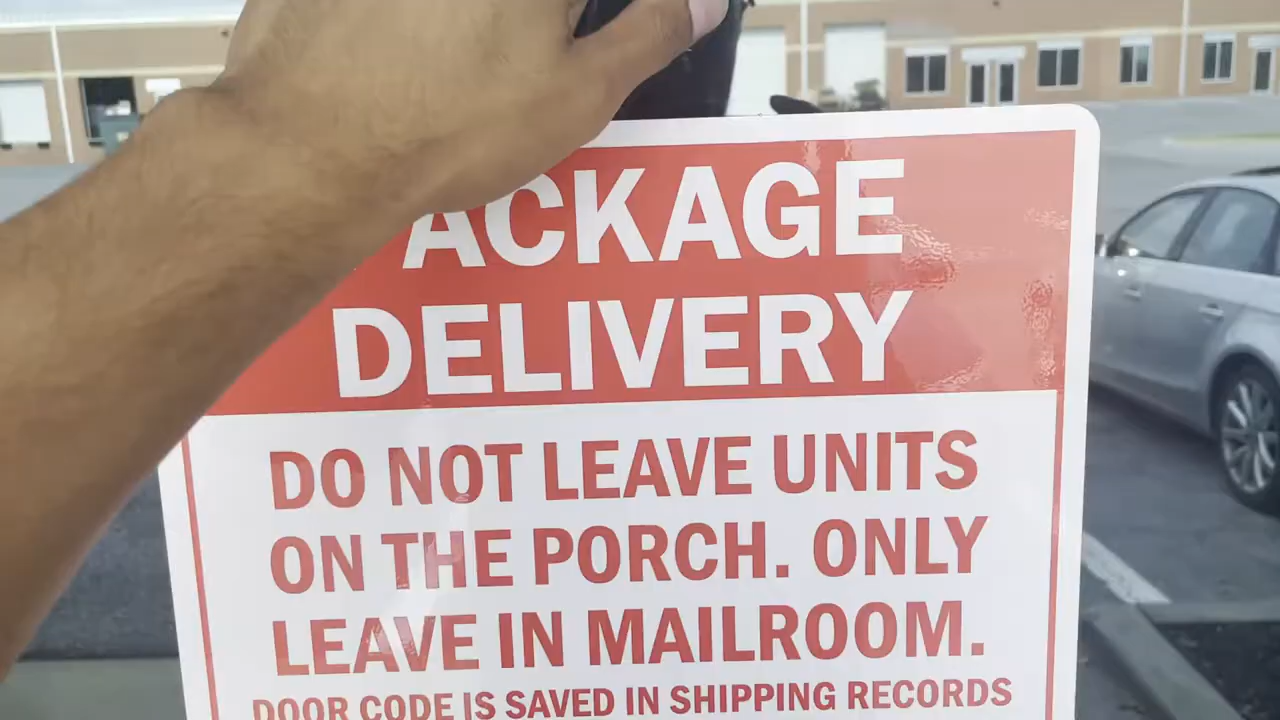 PACKAGE
DELIVERY
DO NOT LEAVE UNITS
ON THE PORCH. ONLY
LEAVE IN MAILROOM.
DOOR CODE IS SAVED IN SHIPPING RECORDS